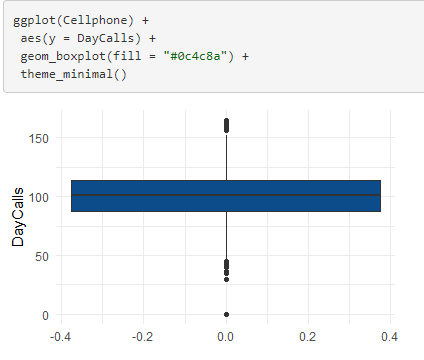 ggplot(Cellphone) +
 aes(y = DayCalls) +
 geom_boxplot(fill = "#0c4c8a") +
 theme_minimal()
150
100
50
0
DayCalls
-0.4 -0.2 0.0 0.2 0.4